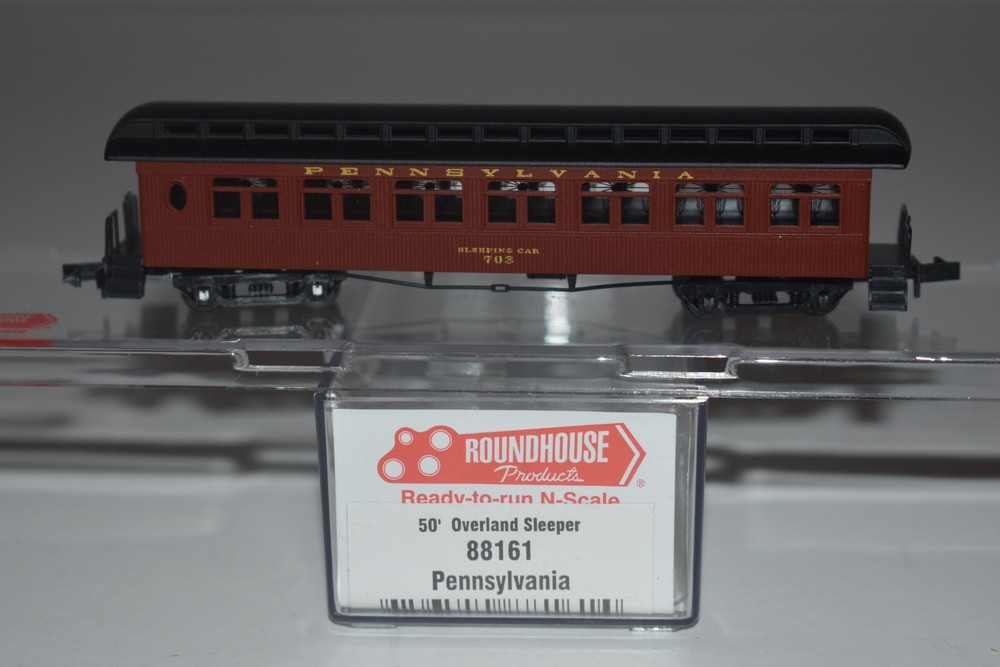 PENNSYLVANIA
SLEEPING CAR
703
ROUNDHOUSE
Products
®
Ready-to-run N-Scale
50' Overland Sleeper
88161
Pennsylvania